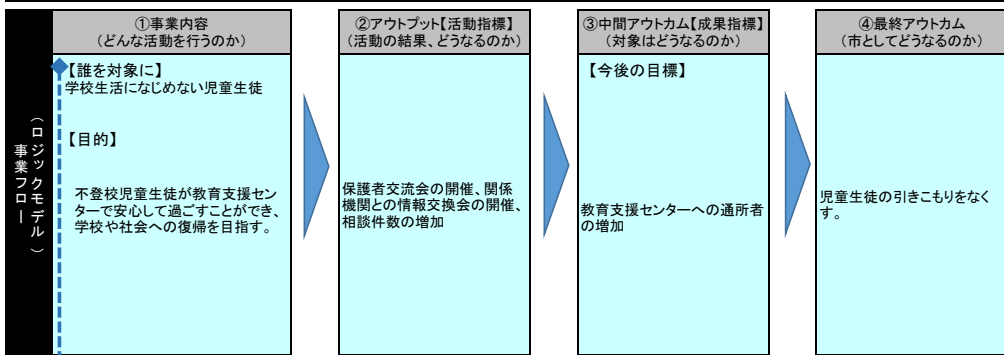 事業フロー
（ロジックモデル）
①事業内容
（どんな活動を行うのか）
【誰を対象に】
学校生活になじめない児童生徒
【目的】
不登校児童生徒が教育支援セン
ターで安心して過ごすことができ、
学校や社会への復帰を目指す。
②アウトプット【活動指標】
（活動の結果、どうなるのか）
保護者交流会の開催、関係
機関との情報交換会の開催、
相談件数の増加
③中間アウトカム【成果指標】
（対象はどうなるのか）
【今後の目標】
教育支援センターへの通所者
の増加
④最終アウトカム
（市としてどうなるのか）
児童生徒の引きこもりをなく
す。